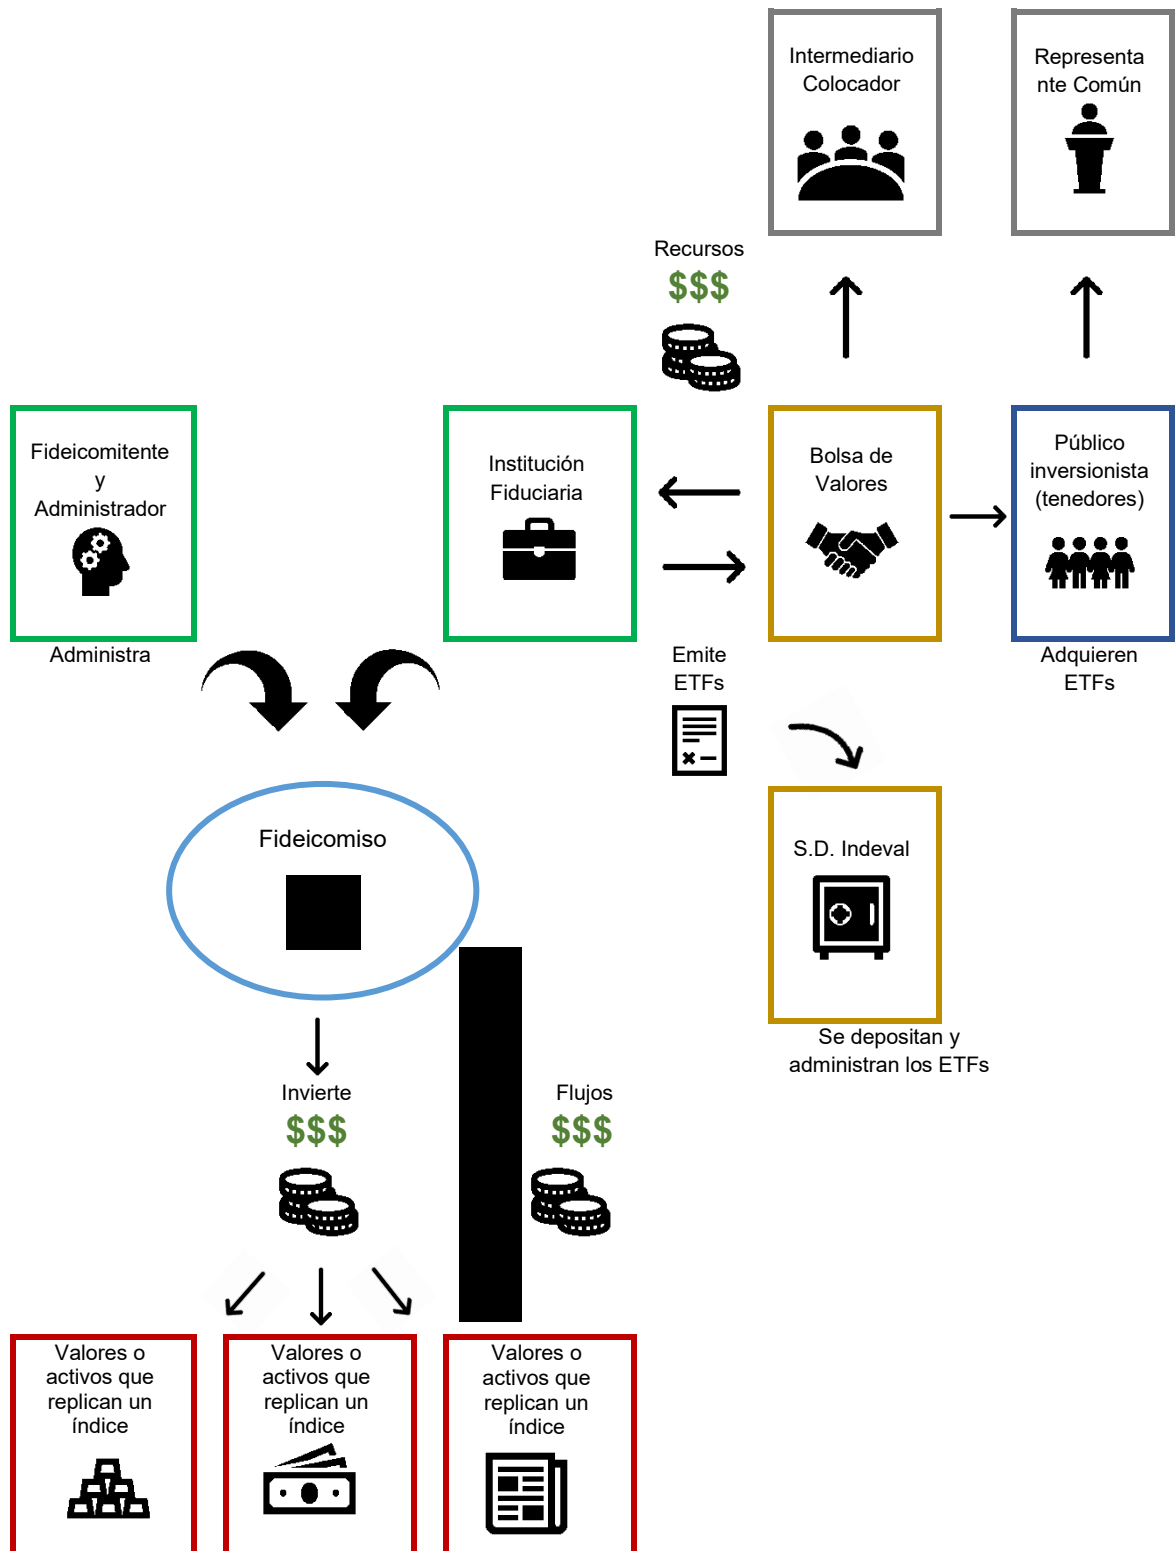 Intermediario
Colocador
Representa
nte Común
Recursos
$$$
Fideicomitente
y
Administrador
Institución
Fiduciaria
Bolsa de
Valores
Público
inversionista
(tenedores)
Administra
Emite
ETFs
Adquieren
ETFs
Fideicomiso
S.D. Indeval
Se depositan y
administran los ETFs
Invierte
$$$
Flujos
$$$
Valores o
activos que
replican un
índice
Valores o
activos que
replican un
índice
Valores o
activos que
replican un
índice